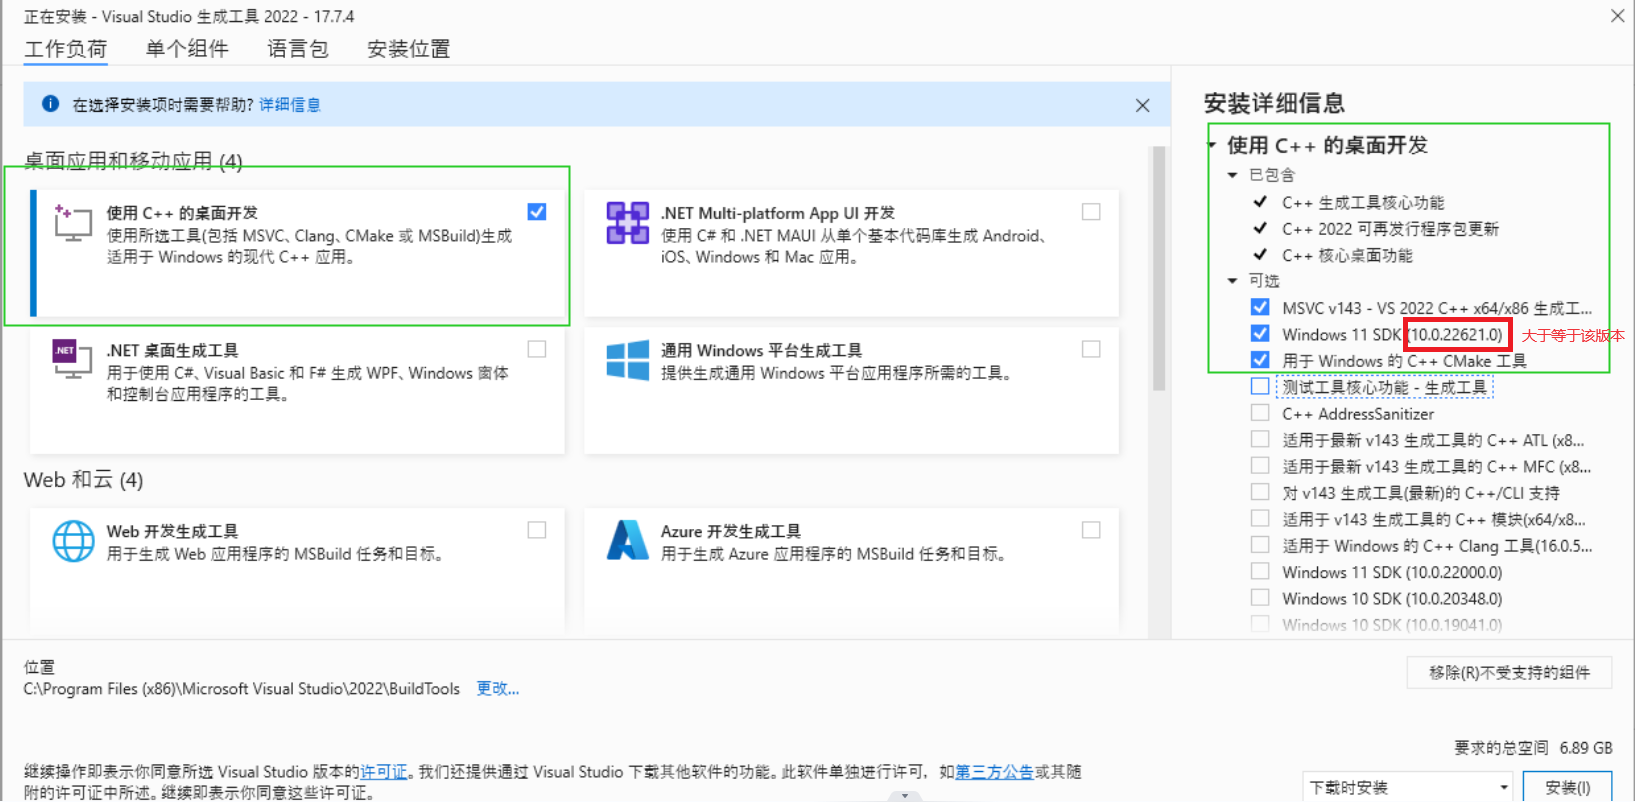 正在安装 - Visual Studio 生成工具 2022 - 17.7.4
工作负荷 单个组件 语言包 安装位置
在选择安装项时需要帮助? 详细信息
桌面应用和移动应用 (4)
使用 C++ 的桌面开发
使用所选工具(包括 MSVC、Clang、CMake 或 MSBuild)生成
适用于 Windows 的现代 C++ 应用。
.NET Multi-platform App UI 开发
使用 C# 和 .NET MAUI 从单个基本代码库生成 Android、
iOS、Windows 和 Mac 应用。
.NET
.NET 桌面生成工具
用于使用 C#、Visual Basic 和 F# 生成 WPF、Windows 窗体
和控制台应用程序的工具。
通用 Windows 平台生成工具
提供生成通用 Windows 平台应用程序所需的工具。
Web 和云 (4)
Web 开发生成工具
用于生成 Web 应用程序的 MSBuild 任务和目标。
Azure 开发生成工具
用于生成 Azure 应用程序的 MSBuild 任务和目标。
安装详细信息
使用 C++ 的桌面开发
已包含
C++ 生成工具核心功能
C++ 2022 可再发行程序包更新
C++ 核心桌面功能
可选
MSVC v143 - VS 2022 C++ x64/x86 生成工...
Windows 11 SDK (10.0.22621.0) 大于等于该版本
用于 Windows 的 C++ CMake 工具
测试工具核心功能 - 生成工具
C++ AddressSanitizer
适用于最新 v143 生成工具的 C++ ATL (x8...
适用于最新 v143 生成工具的 C++ MFC (x8...
对 v143 生成工具(最新)的 C++/CLI 支持
适用于 v143 生成工具的 C++ 模块(x64/x8...
适用于 Windows 的 C++ Clang 工具(16.0.5...
Windows 11 SDK (10.0.22000.0)
Windows 10 SDK (10.0.20348.0)
Windows 10 SDK (10.0.19041.0)
位置
C:\Program Files (x86)\Microsoft Visual Studio\2022\BuildTools 更改...
移除(R)不受支持的组件
要求的总空间 6.89 GB
继续操作即表示你同意所选 Visual Studio 版本的许可证。我们还提供通过 Visual Studio 下载其他软件的功能。此软件单独进行许可，如第三方公告或其随
附的许可证中所述。继续即表示你同意这些许可证。
下载时安装
安装(I)